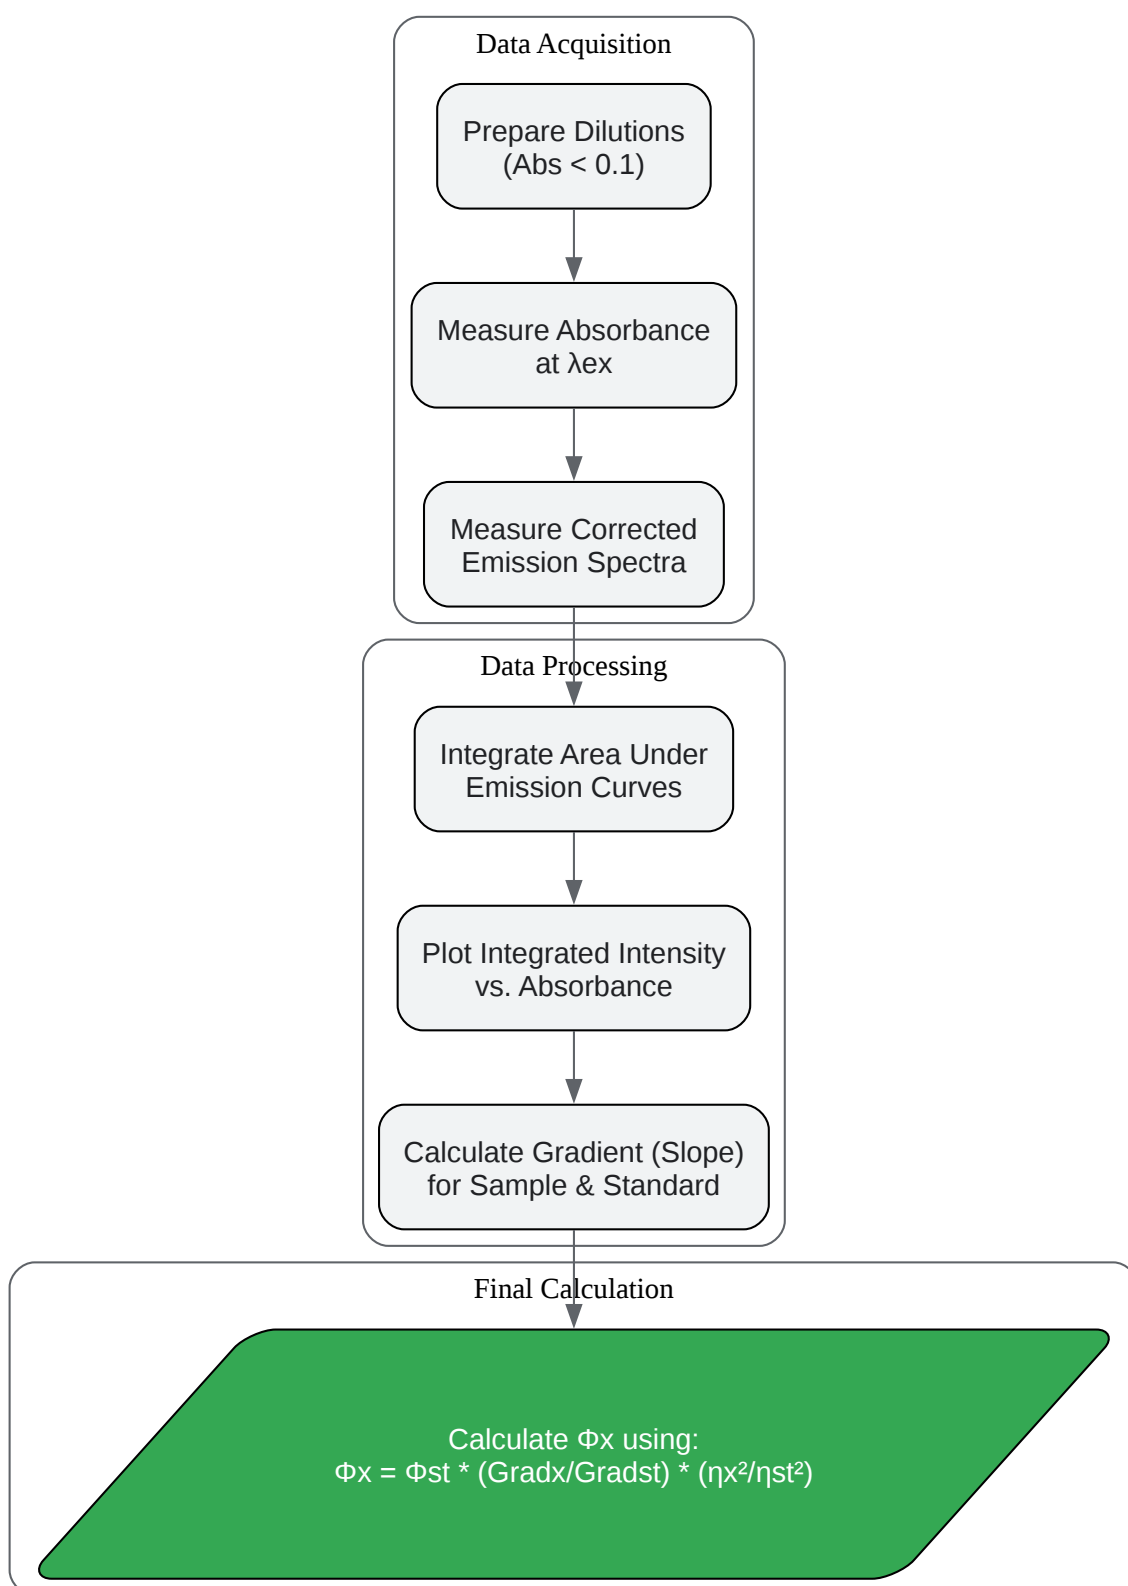 Data Acquisition
Prepare Dilutions
(Abs < 0.1)
Measure Absorbance
at λex
Measure Corrected
Emission Spectra
Data Processing
Integrate Area Under
Emission Curves
Plot Integrated Intensity
vs. Absorbance
Calculate Gradient (Slope)
for Sample & Standard
Final Calculation
Calculate Φx using:
Φx = Φst * (Gradx/Gradst) * (ηx²/ηst²)